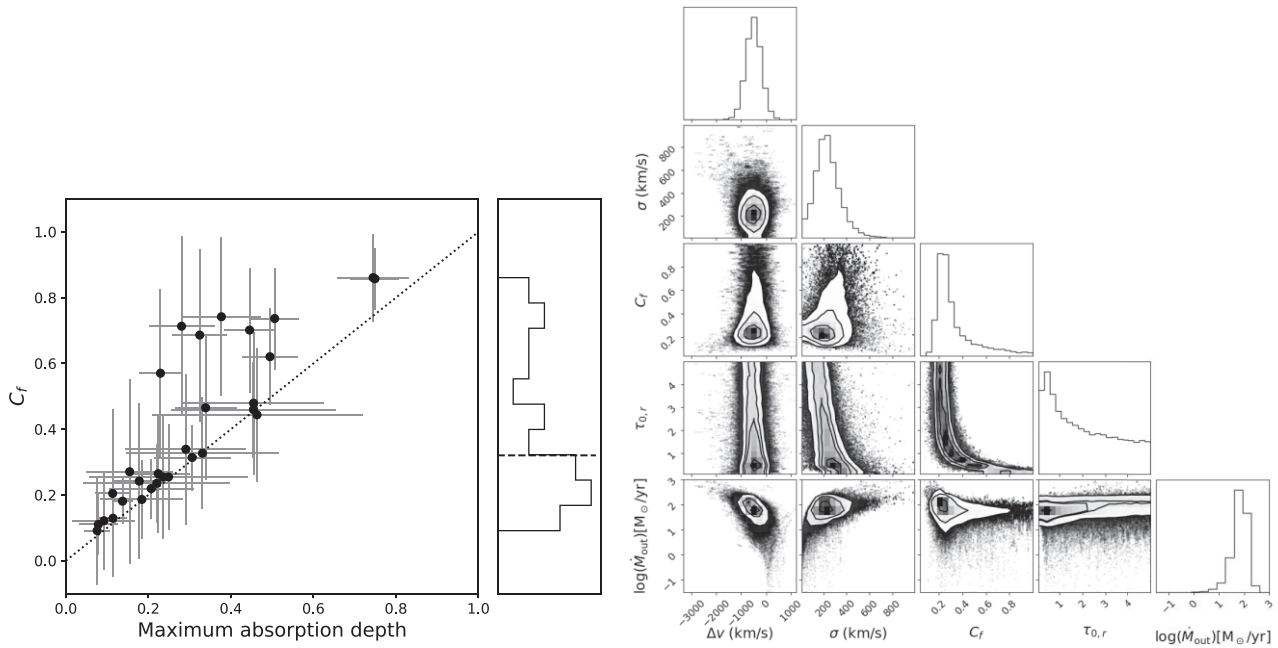 1.0
0.8
0.6
0.4
0.2
0.0
C_f
0.0 0.2 0.4 0.6 0.8 1.0
Maximum absorption depth
σ (km/s)
800
600
400
200
C_f
0.8
0.6
0.4
0.2
τ_{0,r}
4
3
2
1
log(Ṁ_out)[M_⊙/yr]
3
2
1
0
−1
−3000 −2000 −1000 0 1000
Δv (km/s)
200 400 600 800
σ (km/s)
0.2 0.4 0.6 0.8
C_f
1 2 3 4
τ_{0,r}
−1 0 1 2 3
log(Ṁ_out)[M_⊙/yr]